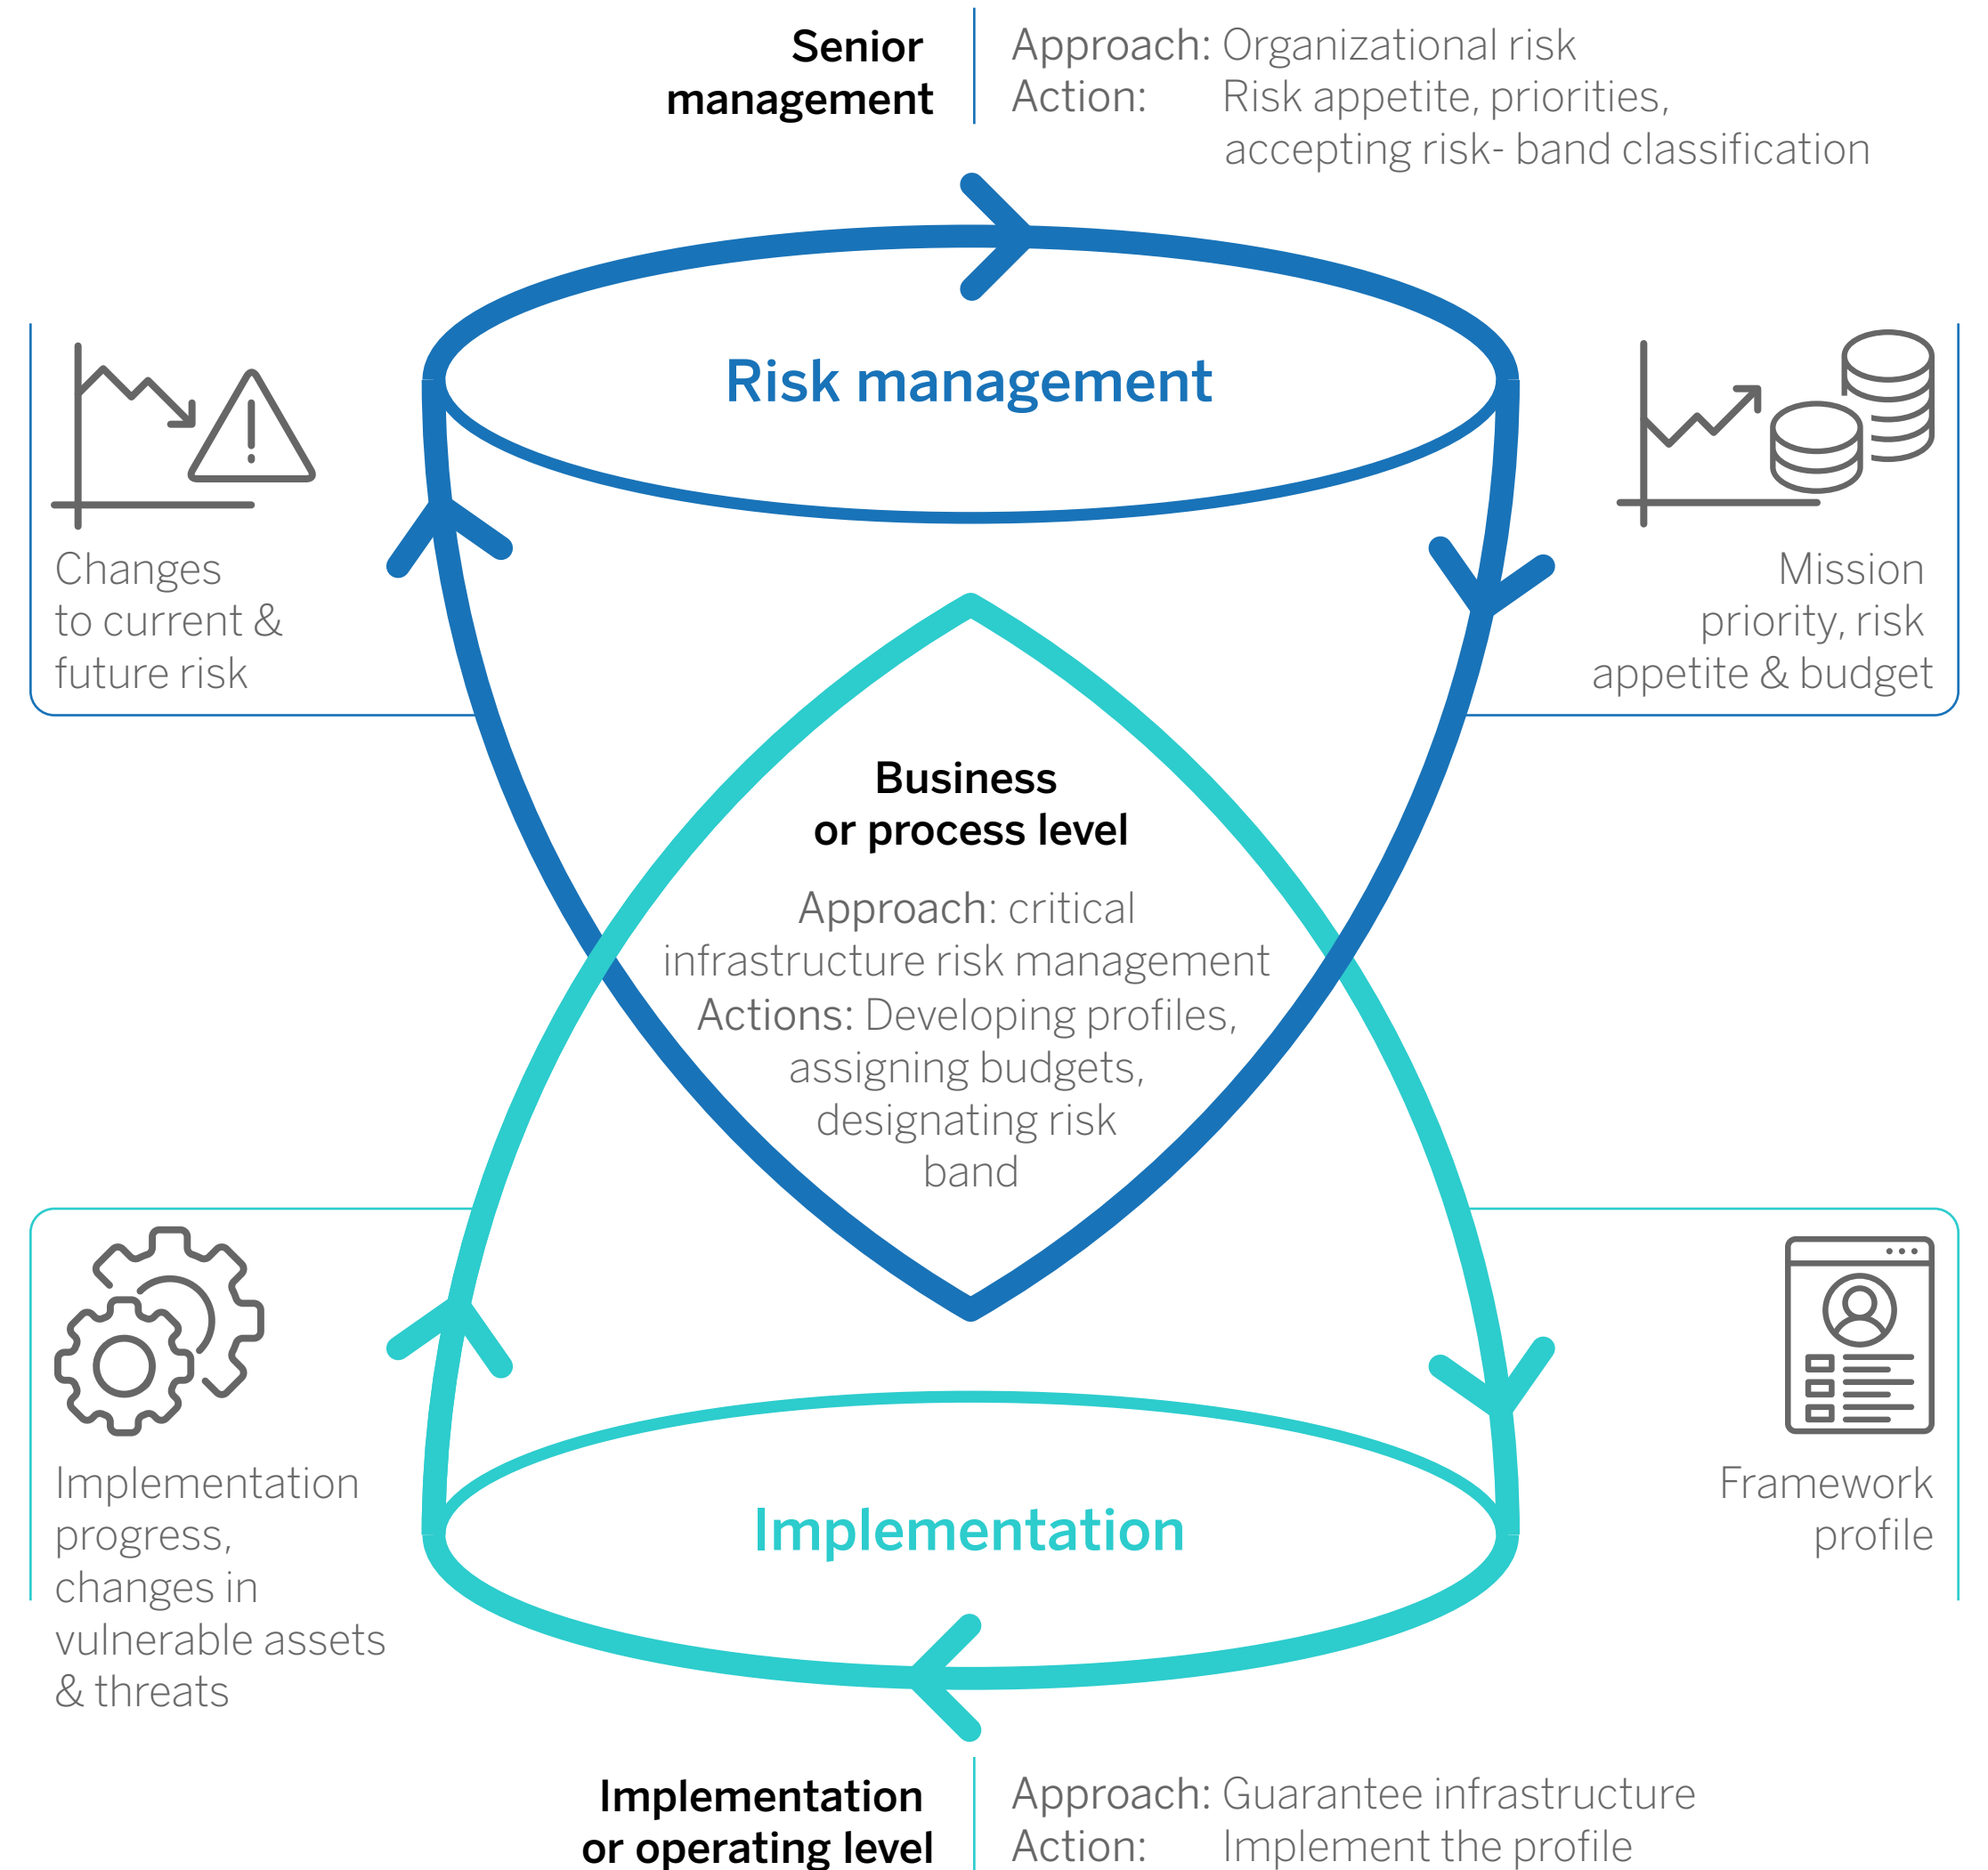 Senior
management
Approach: Organizational risk
Action: Risk appetite, priorities,
accepting risk- band classification
Risk management
Changes
to current &
future risk
Mission
priority, risk
appetite & budget
Business
or process level
Approach: critical
infrastructure risk management
Actions: Developing profiles,
assigning budgets,
designating risk
band
Implementation
progress,
changes in
vulnerable assets
& threats
Implementation
Framework
profile
Implementation
or operating level
Approach: Guarantee infrastructure
Action: Implement the profile